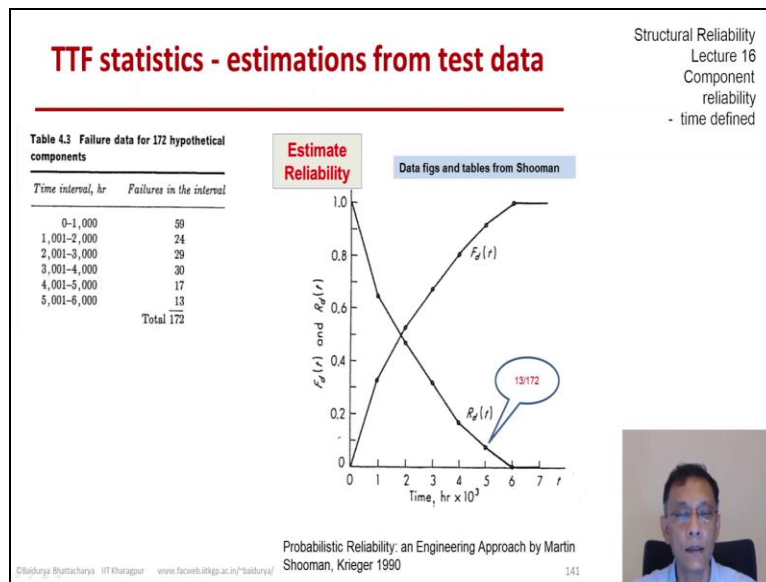 TTF statistics - estimations from test data
Structural Reliability
Lecture 16
Component
reliability
- time defined
Table 4.3 Failure data for 172 hypothetical
components
Time interval, hr Failures in the interval
0–1,000 59
1,001–2,000 24
2,001–3,000 29
3,001–4,000 30
4,001–5,000 17
5,001–6,000 13
Total 172
Estimate
Reliability
Data figs and tables from Shooman
1.0
0.8
0.6
0.4
0.2
0
F_d(t) and R_d(t)
F_d(t)
R_d(t)
13/172
0 1 2 3 4 5 6 7 t
Time, hr x 10³
Probabilistic Reliability: an Engineering Approach by Martin
Shooman, Krieger 1990
©Baidurya Bhattacharya IIT Kharagpur www.facweb.iitkgp.ac.in/~baidurya/
141